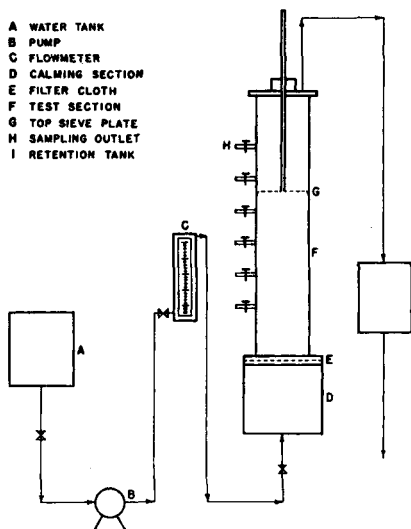 A WATER TANK
B PUMP
C FLOWMETER
D CALMING SECTION
E FILTER CLOTH
F TEST SECTION
G TOP SIEVE PLATE
H SAMPLING OUTLET
I RETENTION TANK
H
G
C
F
A
E
D
B